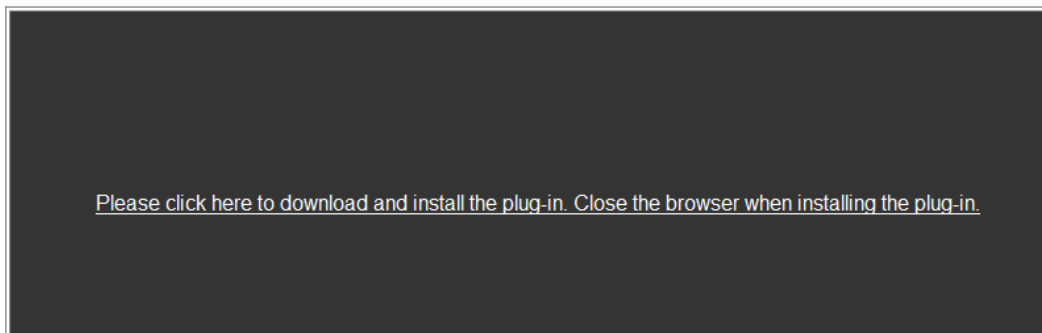 Please click here to download and install the plug-in. Close the browser when installing the plug-in.